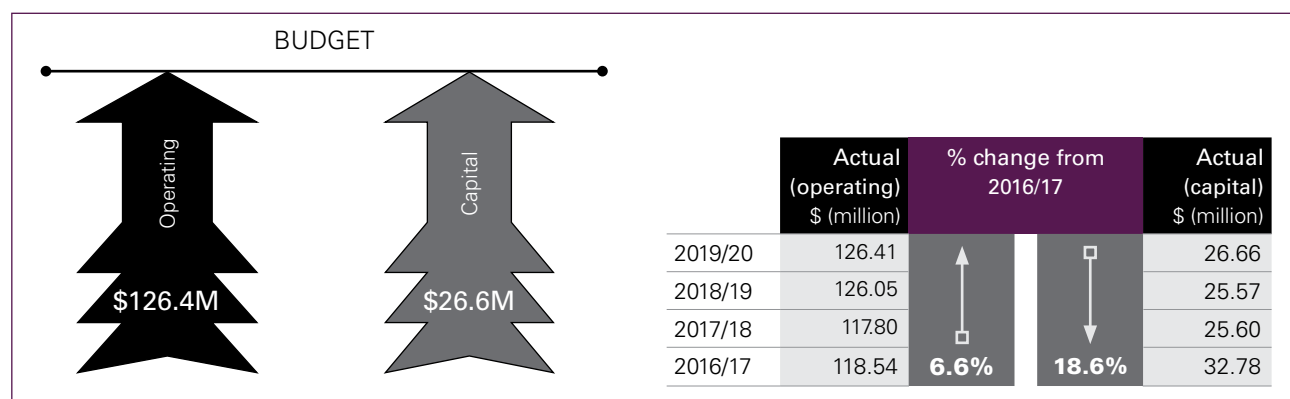 BUDGET
Operating
$126.4M
Capital
$26.6M
Actual (operating) $ (million)
% change from 2016/17
Actual (capital) $ (million)
2019/20 126.41 26.66
2018/19 126.05 25.57
2017/18 117.80 25.60
2016/17 118.54 6.6% 18.6% 32.78